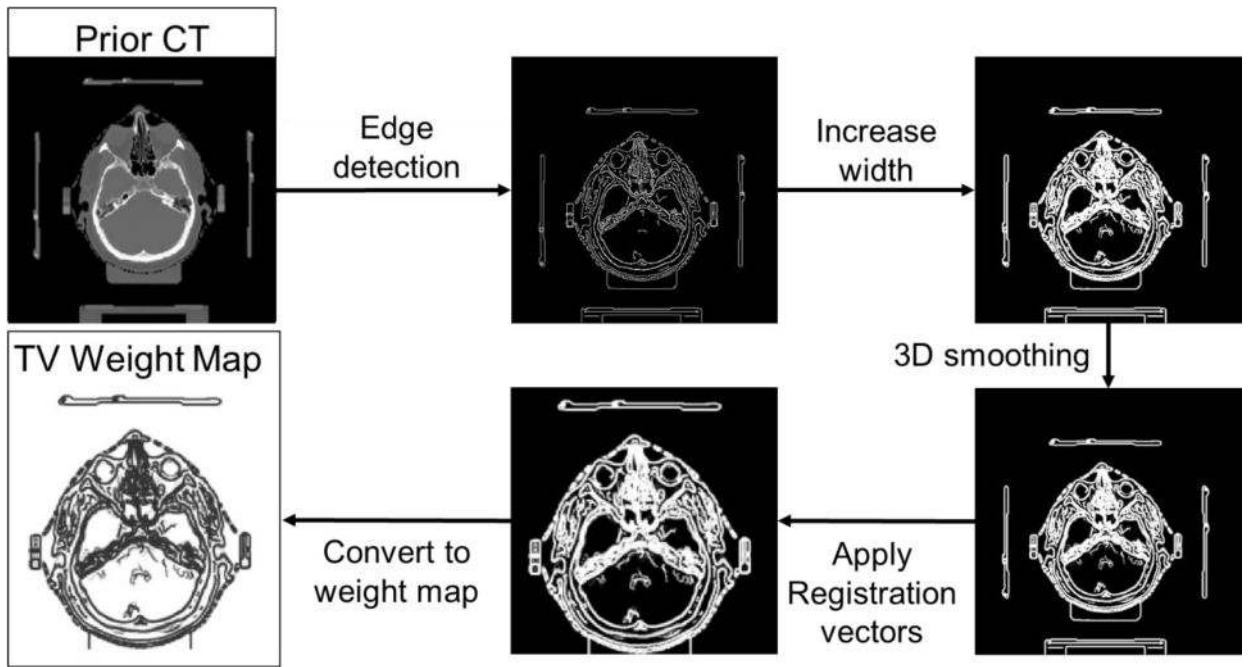 Prior CT
Edge
detection
Increase
width
3D smoothing
Apply
Registration
vectors
Convert to
weight map
TV Weight Map